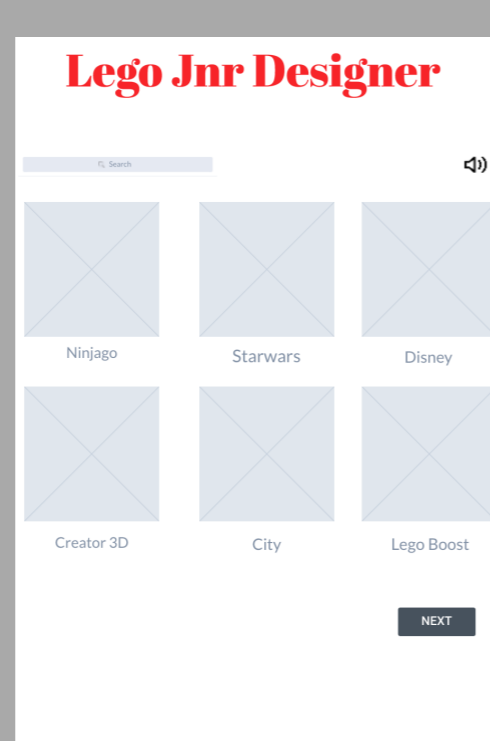 Lego Jnr Designer
Search
Ninjago
Starwars
Disney
Creator 3D
City
Lego Boost
NEXT